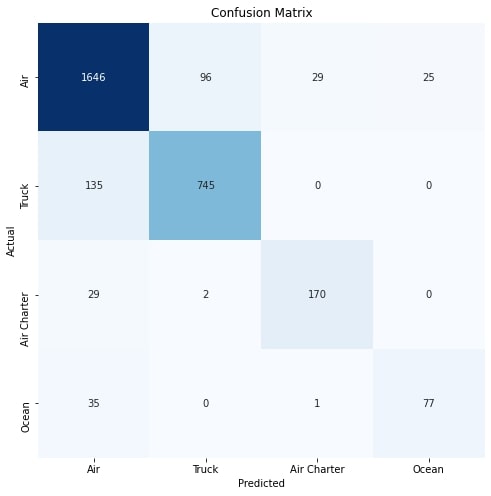 Confusion Matrix
Actual
Air
1646 96 29 25
Truck
135 745 0 0
Air Charter
29 2 170 0
Ocean
35 0 1 77
Air Truck Air Charter Ocean
Predicted